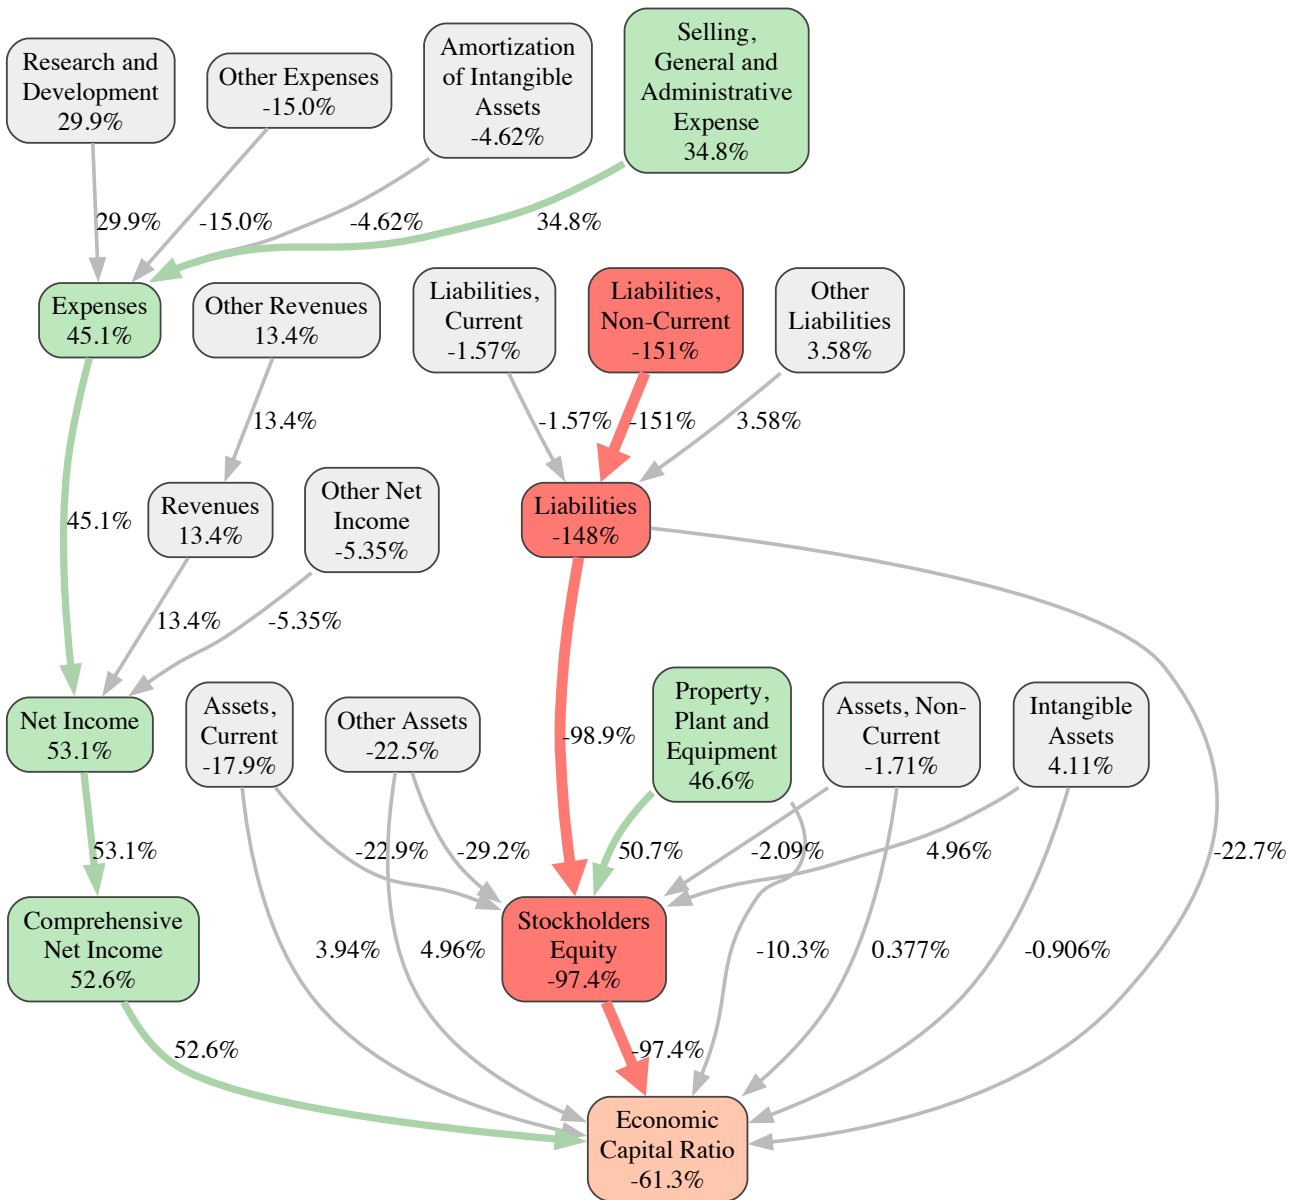 Research and
Development
29.9%
Other Expenses
-15.0%
Amortization
of Intangible
Assets
-4.62%
Selling,
General and
Administrative
Expense
34.8%
29.9%
-15.0%
-4.62%
34.8%
Expenses
45.1%
Other Revenues
13.4%
Liabilities,
Current
-1.57%
Liabilities,
Non-Current
-151%
Other
Liabilities
3.58%
13.4%
-1.57%
-151%
3.58%
45.1%
Revenues
13.4%
Other Net
Income
-5.35%
Liabilities
-148%
13.4%
-5.35%
Net Income
53.1%
Assets,
Current
-17.9%
Other Assets
-22.5%
-98.9%
Property,
Plant and
Equipment
46.6%
Assets, Non-
Current
-1.71%
Intangible
Assets
4.11%
53.1%
-22.9%
-29.2%
50.7%
-2.09%
4.96%
-22.7%
Comprehensive
Net Income
52.6%
3.94%
4.96%
Stockholders
Equity
-97.4%
-10.3%
0.377%
-0.906%
52.6%
-97.4%
Economic
Capital Ratio
-61.3%